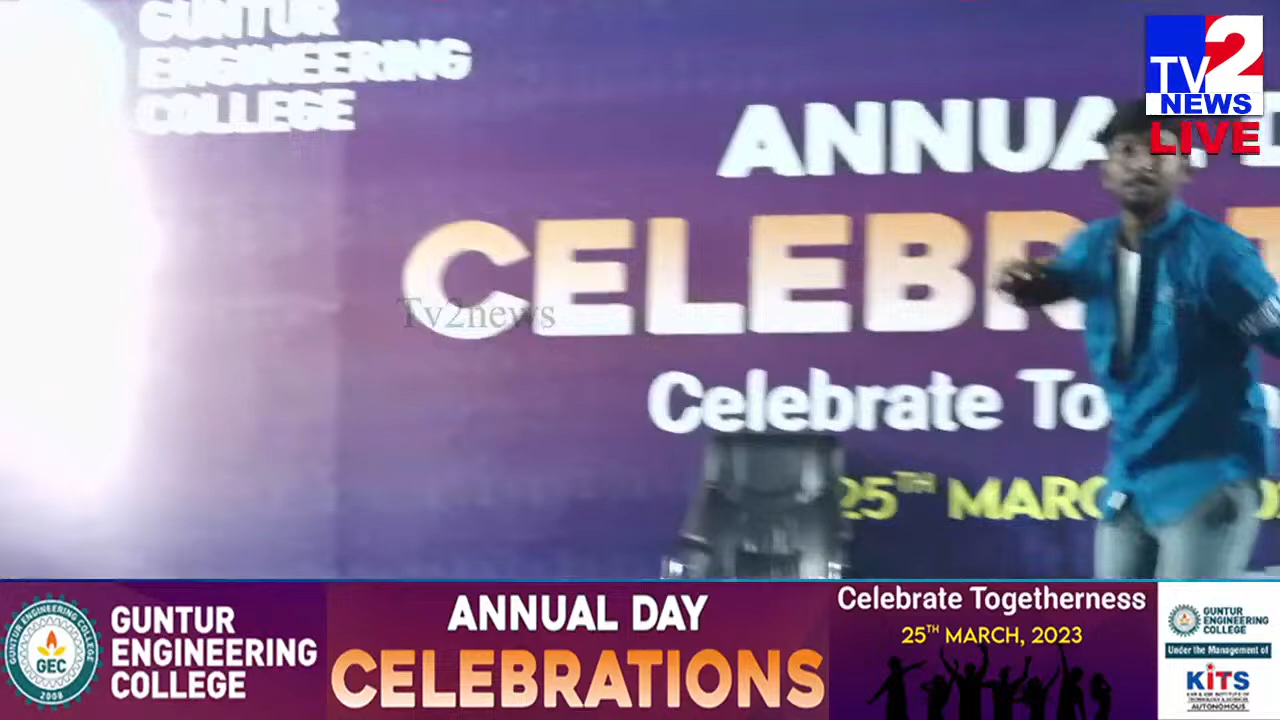 GUNTUR
ENGINEERING
COLLEGE
TV2
NEWS
LIVE
ANNUAL
CELEBR
Tv2news
Celebrate To
25TH MARC
GUNTUR ENGINEERING COLLEGE
GEC
2008
GUNTUR
ENGINEERING
COLLEGE
ANNUAL DAY
CELEBRATIONS
Celebrate Togetherness
25TH MARCH, 2023
GUNTUR
ENGINEERING
COLLEGE
Under the Management of
KITS
AUTONOMOUS